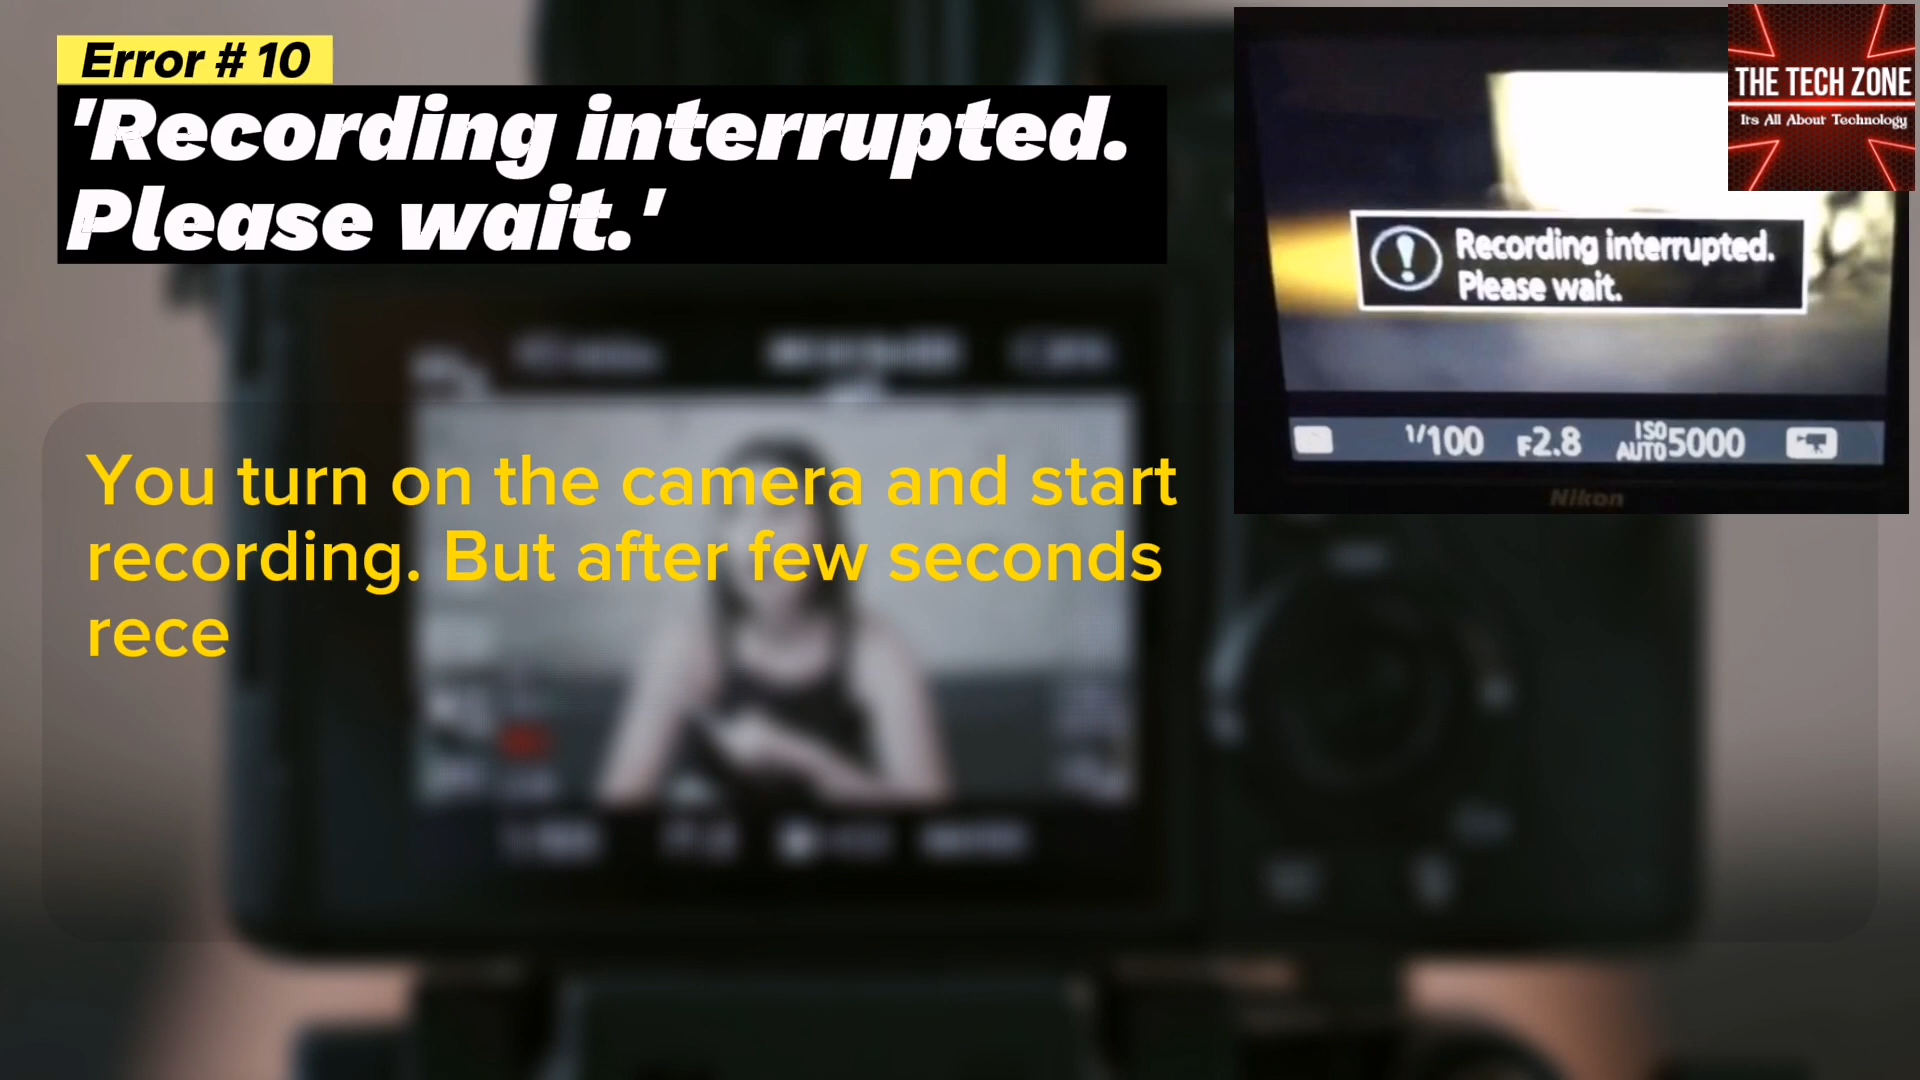 Error # 10
'Recording interrupted.
Please wait.'
THE TECH ZONE
Its All About Technology
Recording interrupted.
Please wait.
1/100 F2.8 ISO AUTO 5000
Nikon
You turn on the camera and start
recording. But after few seconds
rece